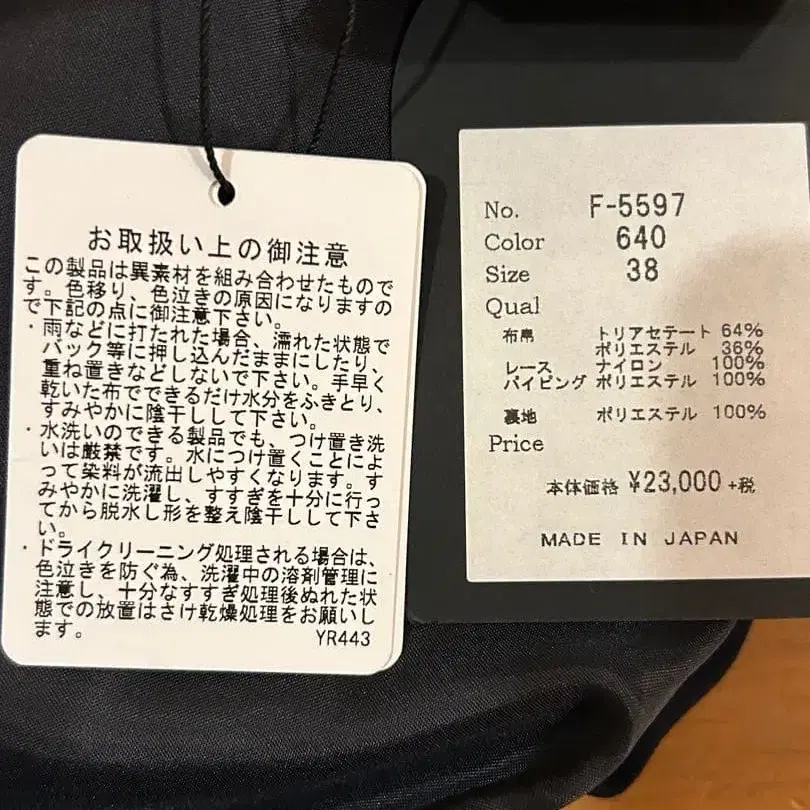 お取扱い上の御注意
この製品は異素材を組み合わせたもので
す。色移り、色泣きの原因になりますの
で下記の点に御注意下さい。
・雨などに打たれた場合、濡れた状態で
バック等に押し込んだままにしたり、
重ね置きなどしないで下さい。手早く
乾いた布でできるだけ水分をふきとり、
すみやかに陰干しして下さい。
・水洗いのできる製品でも、つけ置き洗
いは厳禁です。水につけ置くことによ
って染料が流出しやすくなります。す
みやかに洗濯し、すすぎを十分に行っ
てから脱水し形を整え陰干しして下さ
い。
・ドライクリーニング処理される場合は、
色泣きを防ぐ為、洗濯中の溶剤管理に
注意し、十分なすすぎ処理後ぬれた状
態での放置はさけ乾燥処理をお願いし
ます。
YR443
No. F-5597
Color 640
Size 38
Qual
布帛 トリアセテート 64%
ポリエステル 36%
レース ナイロン 100%
パイピング ポリエステル 100%
裏地 ポリエステル 100%
Price
本体価格 ¥23,000 +税
MADE IN JAPAN